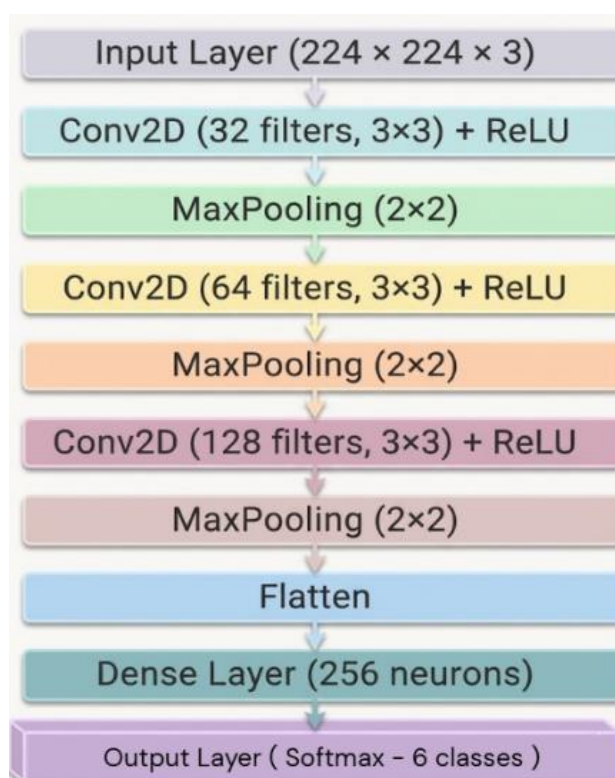 Input Layer (224 × 224 × 3)
Conv2D (32 filters, 3×3) + ReLU
MaxPooling (2×2)
Conv2D (64 filters, 3×3) + ReLU
MaxPooling (2×2)
Conv2D (128 filters, 3×3) + ReLU
MaxPooling (2×2)
Flatten
Dense Layer (256 neurons)
Output Layer ( Softmax – 6 classes )